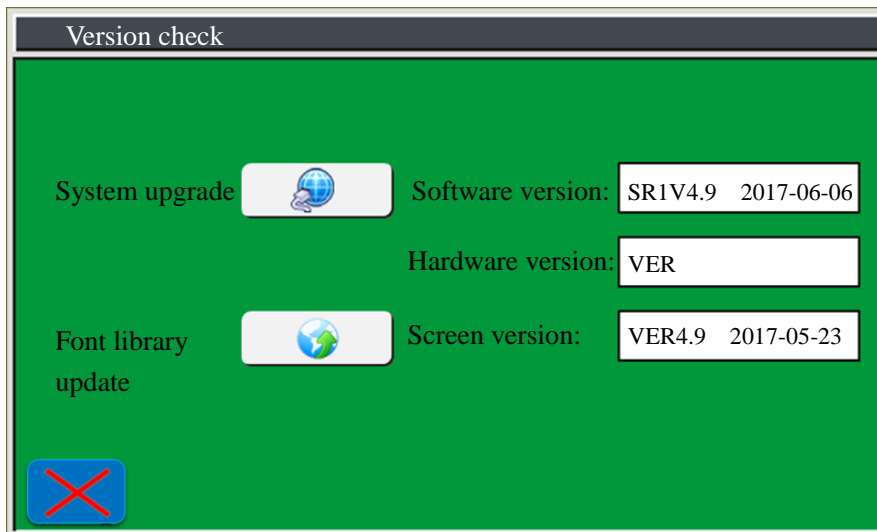 Version check
System upgrade
Software version:
SR1V4.9 2017-06-06
Hardware version:
VER
Font library
update
Screen version:
VER4.9 2017-05-23